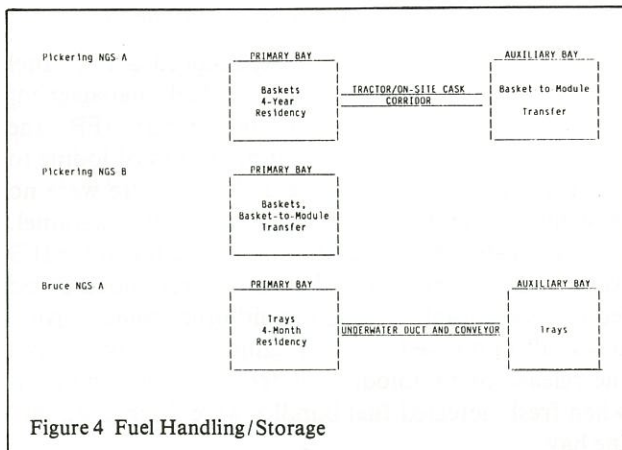 Pickering NGS A
PRIMARY BAY
AUXILIARY BAY
Baskets
4-Year
Residency
TRACTOR/ON-SITE CASK
CORRIDOR
Basket to Module
Transfer
Pickering NGS B
PRIMARY BAY
Baskets,
Basket-to-Module
Transfer
Bruce NGS A
PRIMARY BAY
AUXILIARY BAY
Trays
4-Month
Residency
UNDERWATER DUCT AND CONVEYOR
Trays
Figure 4 Fuel Handling/Storage